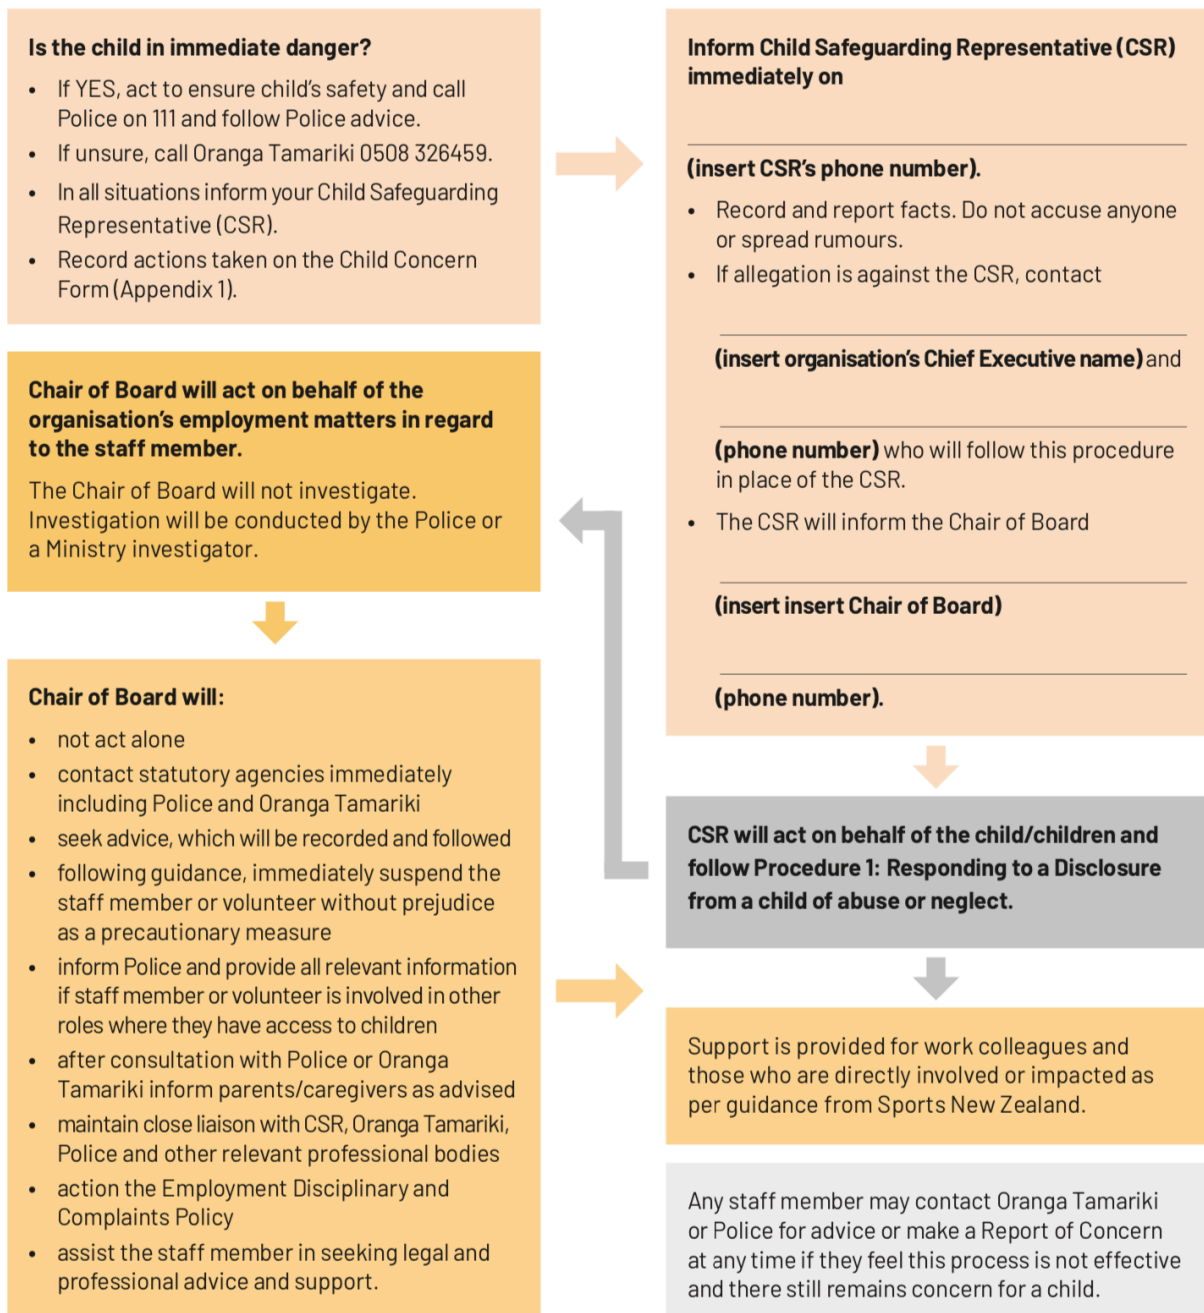 Is the child in immediate danger?
• If YES, act to ensure child's safety and call
Police on 111 and follow Police advice.
• If unsure, call Oranga Tamariki 0508 326459.
• In all situations inform your Child Safeguarding
Representative (CSR).
• Record actions taken on the Child Concern
Form (Appendix 1).
Inform Child Safeguarding Representative (CSR)
immediately on
(insert CSR's phone number).
• Record and report facts. Do not accuse anyone
or spread rumours.
• If allegation is against the CSR, contact
(insert organisation's Chief Executive name) and
(phone number) who will follow this procedure
in place of the CSR.
• The CSR will inform the Chair of Board
(insert insert Chair of Board)
(phone number).
CSR will act on behalf of the child/children and
follow Procedure 1: Responding to a Disclosure
from a child of abuse or neglect.
Chair of Board will act on behalf of the
organisation's employment matters in regard
to the staff member.
The Chair of Board will not investigate.
Investigation will be conducted by the Police or
a Ministry investigator.
Chair of Board will:
• not act alone
• contact statutory agencies immediately
including Police and Oranga Tamariki
• seek advice, which will be recorded and followed
• following guidance, immediately suspend the
staff member or volunteer without prejudice
as a precautionary measure
• inform Police and provide all relevant information
if staff member or volunteer is involved in other
roles where they have access to children
• after consultation with Police or Oranga
Tamariki inform parents/caregivers as advised
• maintain close liaison with CSR, Oranga Tamariki,
Police and other relevant professional bodies
• action the Employment Disciplinary and
Complaints Policy
• assist the staff member in seeking legal and
professional advice and support.
Support is provided for work colleagues and
those who are directly involved or impacted as
per guidance from Sports New Zealand.
Any staff member may contact Oranga Tamariki
or Police for advice or make a Report of Concern
at any time if they feel this process is not effective
and there still remains concern for a child.